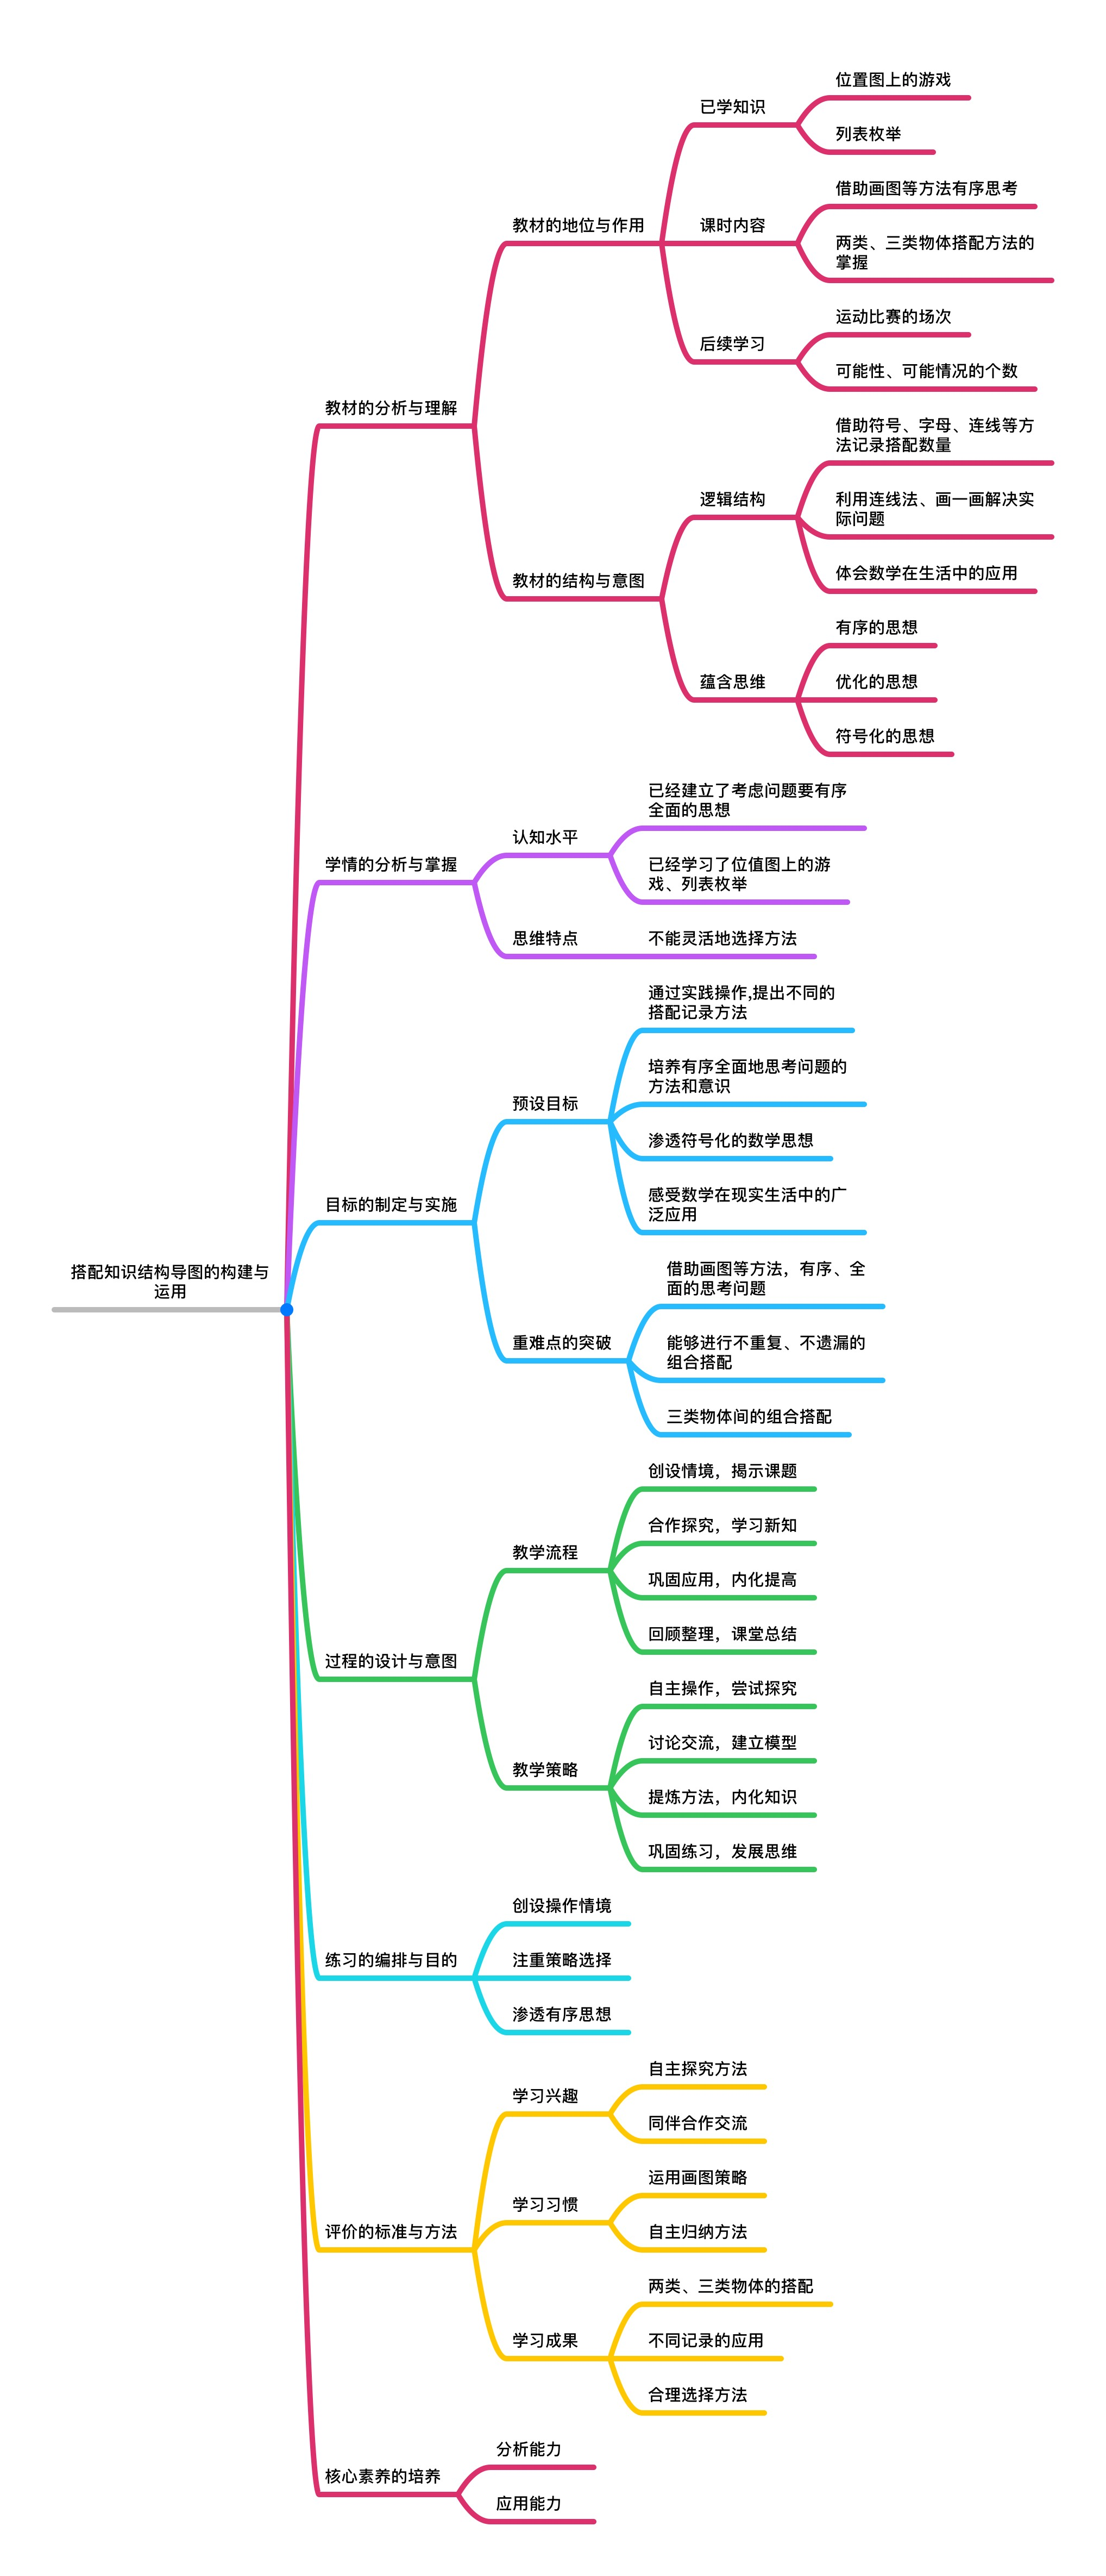 位置图上的游戏
已学知识
列表枚举
借助画图等方法有序思考
教材的地位与作用
课时内容
两类、三类物体搭配方法的
掌握
运动比赛的场次
后续学习
可能性、可能情况的个数
教材的分析与理解
借助符号、字母、连线等方
法记录搭配数量
逻辑结构
利用连线法、画一画解决实
际问题
教材的结构与意图
体会数学在生活中的应用
有序的思想
蕴含思维
优化的思想
符号化的思想
已经建立了考虑问题要有序
全面的思想
认知水平
学情的分析与掌握
已经学习了位值图上的游
戏、列表枚举
思维特点
不能灵活地选择方法
通过实践操作,提出不同的
搭配记录方法
培养有序全面地思考问题的
方法和意识
预设目标
渗透符号化的数学思想
感受数学在现实生活中的广
泛应用
目标的制定与实施
搭配知识结构导图的构建与
运用
借助画图等方法，有序、全
面的思考问题
重难点的突破
能够进行不重复、不遗漏的
组合搭配
三类物体间的组合搭配
创设情境，揭示课题
合作探究，学习新知
教学流程
巩固应用，内化提高
回顾整理，课堂总结
过程的设计与意图
自主操作，尝试探究
讨论交流，建立模型
教学策略
提炼方法，内化知识
巩固练习，发展思维
创设操作情境
练习的编排与目的
注重策略选择
渗透有序思想
自主探究方法
学习兴趣
同伴合作交流
运用画图策略
学习习惯
自主归纳方法
评价的标准与方法
两类、三类物体的搭配
学习成果
不同记录的应用
合理选择方法
分析能力
核心素养的培养
应用能力